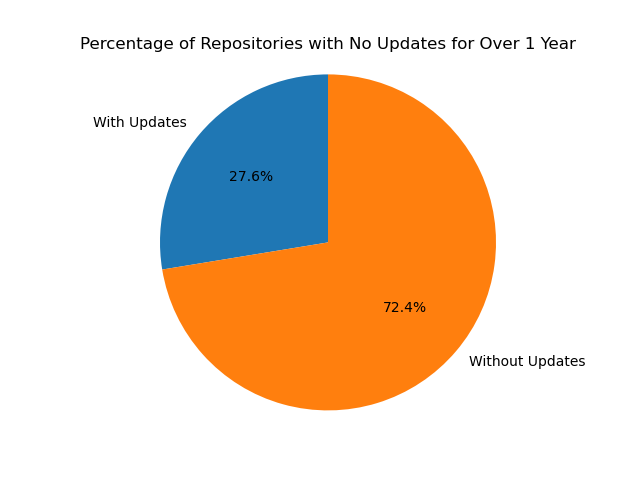 Percentage of Repositories with No Updates for Over 1 Year
With Updates
27.6%
72.4%
Without Updates